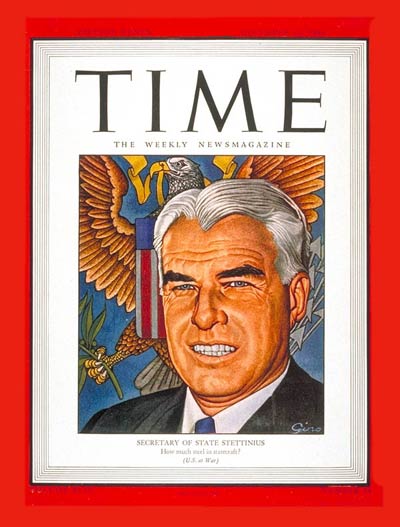 TIME
THE WEEKLY NEWSMAGAZINE
Giro
SECRETARY OF STATE STETTINIUS
How much steel in statecraft?
(U.S. at War)